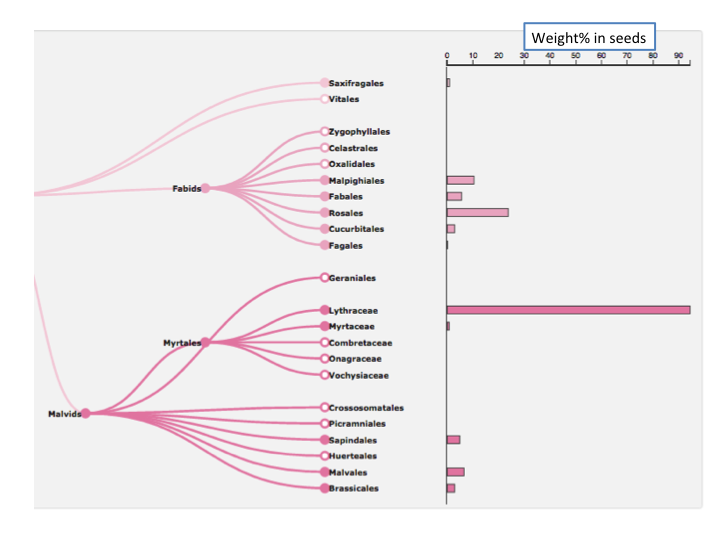 Weight% in seeds
0 10 20 30 40 50 60 70 80 90
Saxifragales
Vitales
Zygophyllales
Celastrales
Oxalidales
Malpighiales
Fabids
Fabales
Rosales
Cucurbitales
Fagales
Geraniales
Lythraceae
Myrtaceae
Myrtales
Combretaceae
Onagraceae
Vochysiaceae
Crossosomatales
Malvids
Picramniales
Sapindales
Huerteales
Malvales
Brassicales